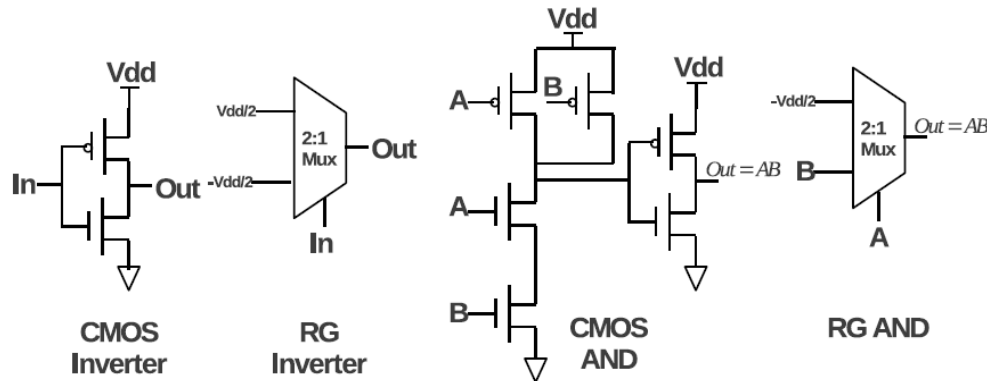 Vdd
In
Out
CMOS
Inverter
Vdd/2
-Vdd/2
2:1
Mux
Out
In
RG
Inverter
Vdd
A
B
A
B
Vdd
Out = AB
CMOS
AND
-Vdd/2
B
2:1
Mux
Out = AB
A
RG AND